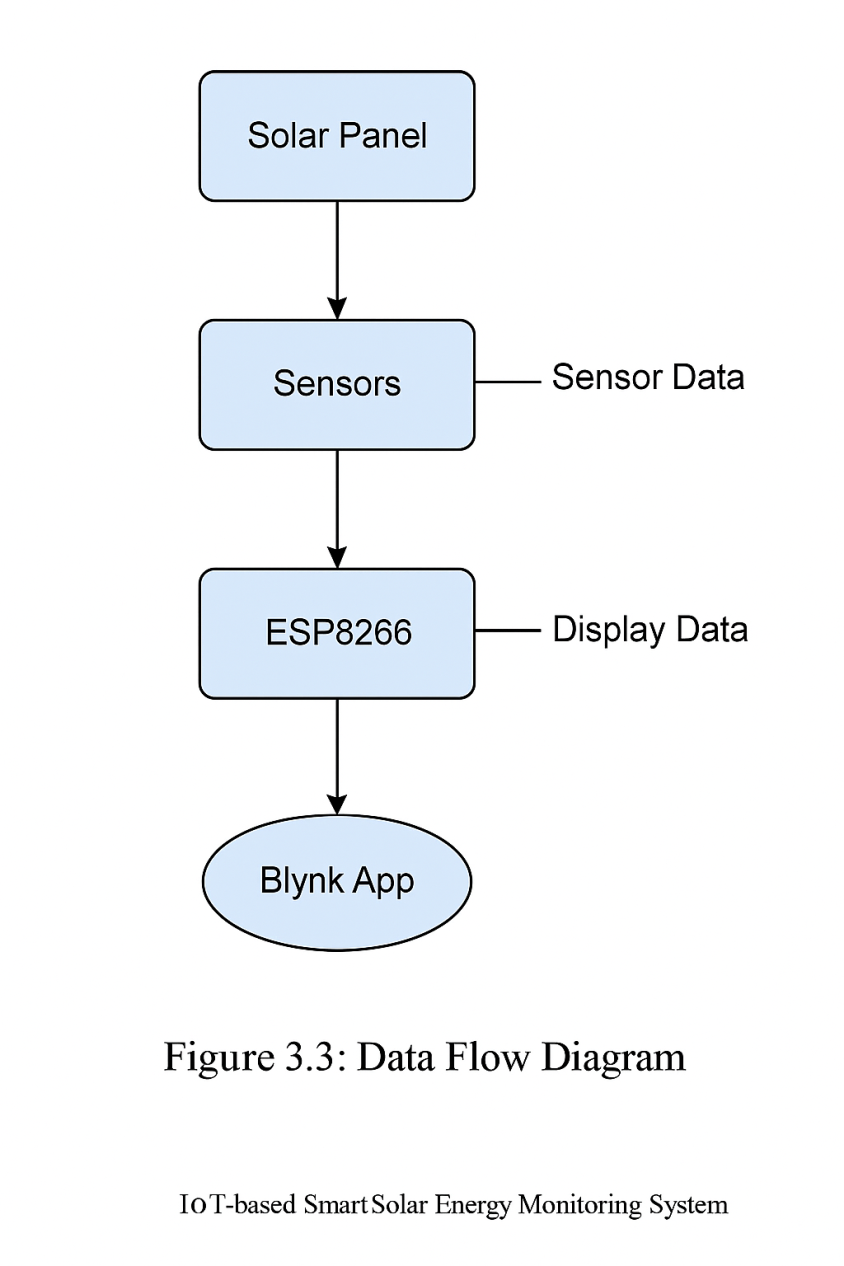 Solar Panel
Sensors
Sensor Data
ESP8266
Display Data
Blynk App
Figure 3.3: Data Flow Diagram
IoT-based Smart Solar Energy Monitoring System